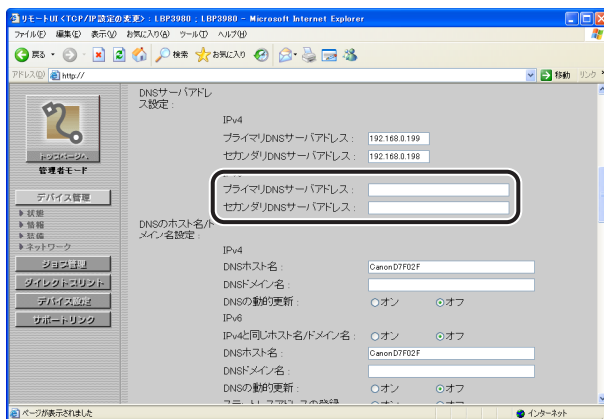 リモートUI <TCP/IP設定の変更> : LBP3980 ; LBP3980 - Microsoft Internet Explorer
ファイル(F) 編集(E) 表示(V) お気に入り(A) ツール(T) ヘルプ(H)
戻る 検索 お気に入り
アドレス(D) http:// 移動 リンク
トップページへ
管理者モード
デバイス管理
状態
情報
装備
ネットワーク
ジョブ管理
ダイレクトプリント
デバイス設定
サポートリンク
DNSサーバアドレ
ス設定 :
IPv4
プライマリDNSサーバアドレス : 192.168.0.199
セカンダリDNSサーバアドレス : 192.168.0.198
プライマリDNSサーバアドレス :
セカンダリDNSサーバアドレス :
DNSのホスト名/ド
メイン名設定 :
IPv4
DNSホスト名 : CanonD7F02F
DNSドメイン名 :
DNSの動的更新 : オン オフ
IPv6
IPv4と同じホスト名/ドメイン名 : オン オフ
DNSホスト名 : CanonD7F02F
DNSドメイン名 :
DNSの動的更新 : オン オフ
ページが表示されました インターネット